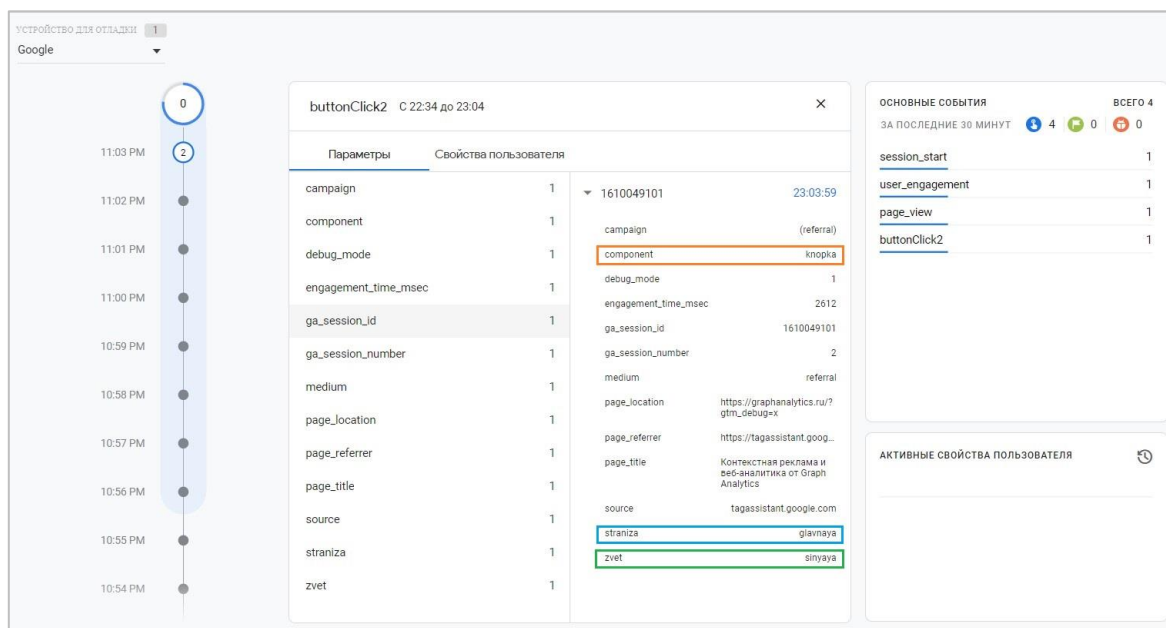 УСТРОЙСТВО ДЛЯ ОТЛАДКИ 1
Google
0
11:03 PM 2
11:02 PM
11:01 PM
11:00 PM
10:59 PM
10:58 PM
10:57 PM
10:56 PM
10:55 PM
10:54 PM
buttonClick2 С 22:34 до 23:04
Параметры Свойства пользователя
campaign 1
component 1
debug_mode 1
engagement_time_msec 1
ga_session_id 1
ga_session_number 1
medium 1
page_location 1
page_referrer 1
page_title 1
source 1
straniza 1
zvet 1
1610049101 23:03:59
campaign (referral)
component knopka
debug_mode 1
engagement_time_msec 2612
ga_session_id 1610049101
ga_session_number 2
medium referral
page_location https://graphanalytics.ru/?
gtm_debug=x
page_referrer https://tagassistant.goog...
page_title Контекстная реклама и
веб-аналитика от Graph
Analytics
source tagassistant.google.com
straniza glavnaya
zvet sinyaya
ОСНОВНЫЕ СОБЫТИЯ ВСЕГО 4
ЗА ПОСЛЕДНИЕ 30 МИНУТ 4 0 0
session_start 1
user_engagement 1
page_view 1
buttonClick2 1
АКТИВНЫЕ СВОЙСТВА ПОЛЬЗОВАТЕЛЯ